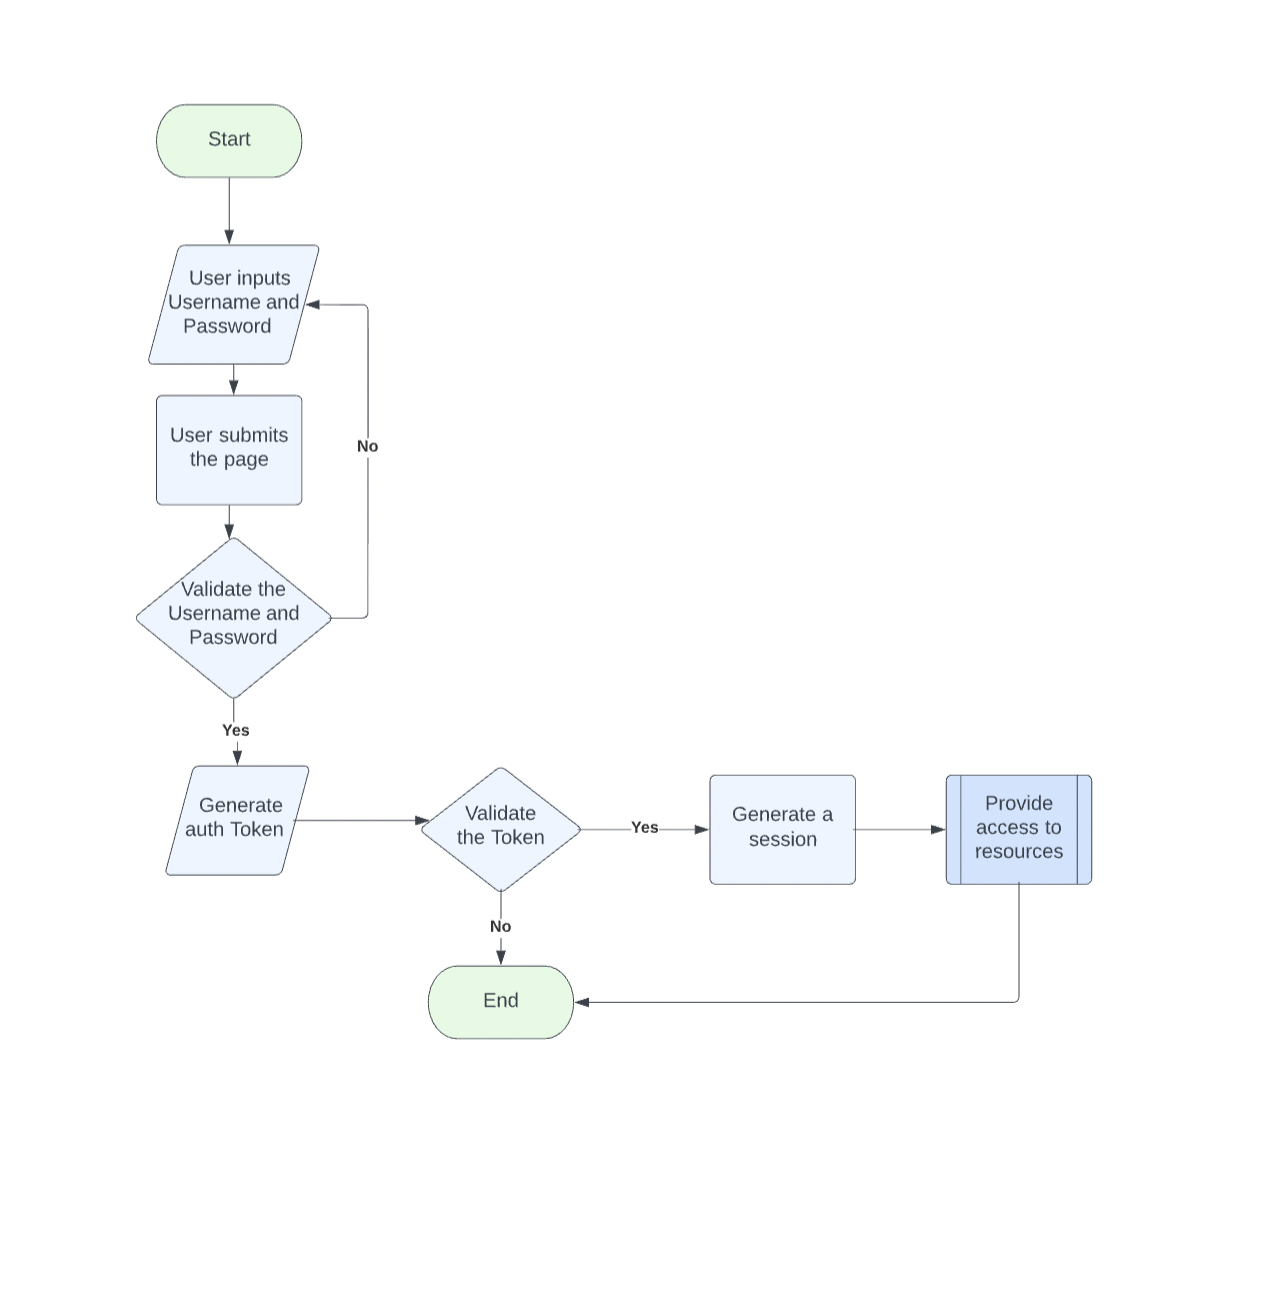 Start
User inputs
Username and
Password
User submits
the page
No
Validate the
Username and
Password
Yes
Generate
auth Token
Validate
the Token
Yes
Generate a
session
Provide
access to
resources
No
End